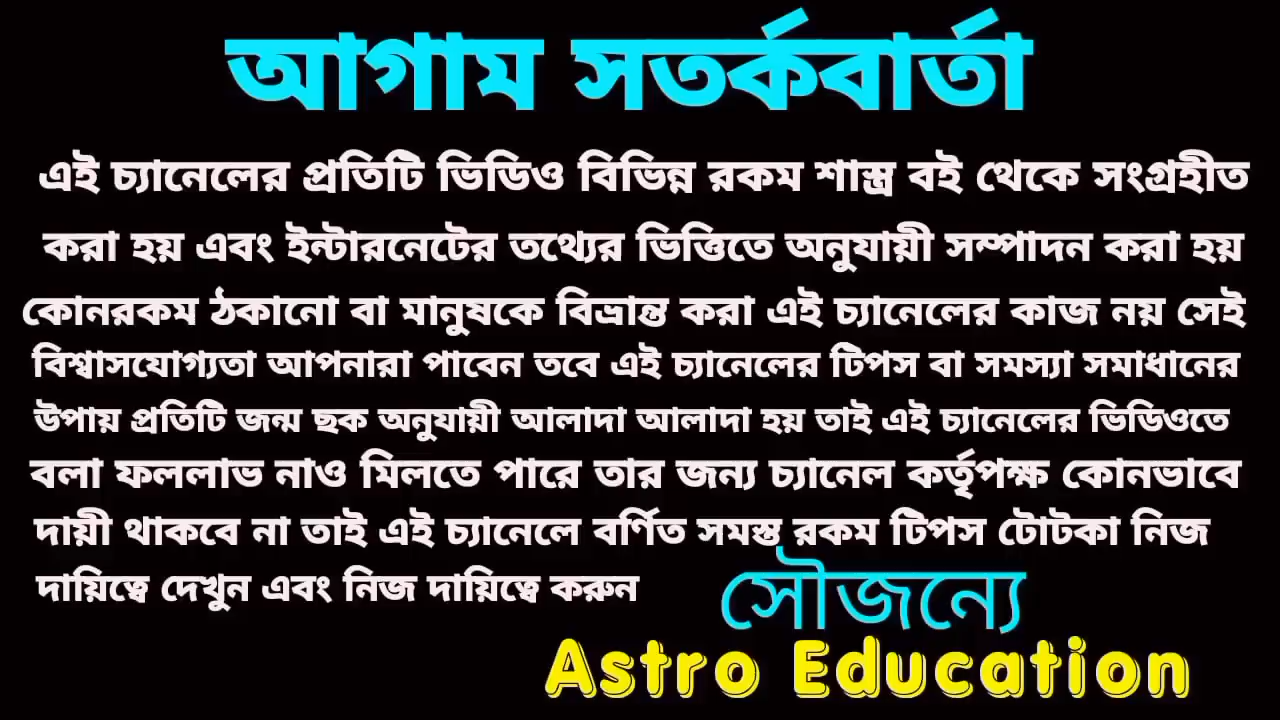 আগাম সতর্কবার্তা
এই চ্যানেলের প্রতিটি ভিডিও বিভিন্ন রকম শাস্ত্র বই থেকে সংগ্রহীত
করা হয় এবং ইন্টারনেটের তথ্যের ভিত্তিতে অনুযায়ী সম্পাদন করা হয়
কোনরকম ঠকানো বা মানুষকে বিভ্রান্ত করা এই চ্যানেলের কাজ নয় সেই
বিশ্বাসযোগ্যতা আপনারা পাবেন তবে এই চ্যানেলের টিপস বা সমস্যা সমাধানের
উপায় প্রতিটি জন্ম ছক অনুযায়ী আলাদা আলাদা হয় তাই এই চ্যানেলের ভিডিওতে
বলা ফললাভ নাও মিলতে পারে তার জন্য চ্যানেল কর্তৃপক্ষ কোনভাবে
দায়ী থাকবে না তাই এই চ্যানেলে বর্ণিত সমস্ত রকম টিপস টোটকা নিজ
দায়িত্বে দেখুন এবং নিজ দায়িত্বে করুন
সৌজন্যে
Astro Education